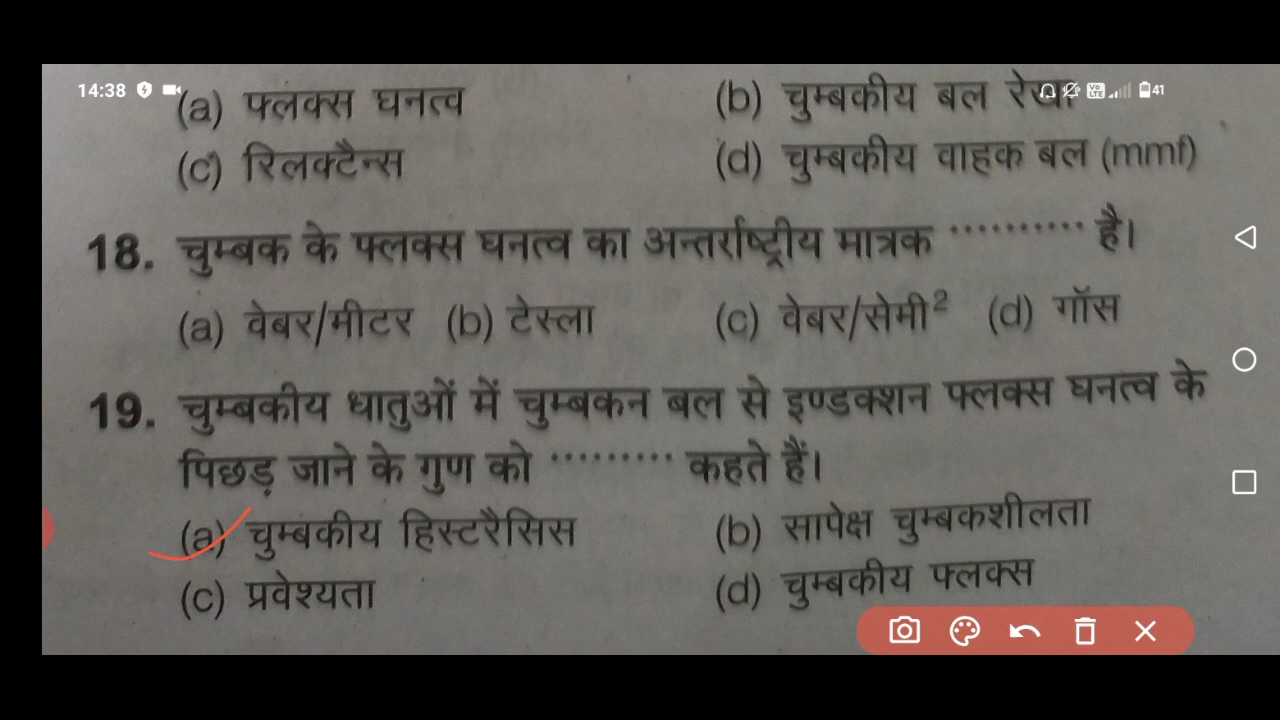 14:38 41
(a) फ्लक्स घनत्व (b) चुम्बकीय बल रेखा
(c) रिलक्टैन्स (d) चुम्बकीय वाहक बल (mmf)
18. चुम्बक के फ्लक्स घनत्व का अन्तर्राष्ट्रीय मात्रक ·········· है।
(a) वेबर/मीटर (b) टेस्ला (c) वेबर/सेमी² (d) गॉस
19. चुम्बकीय धातुओं में चुम्बकन बल से इण्डक्शन फ्लक्स घनत्व के
पिछड़ जाने के गुण को ········· कहते हैं।
(a) चुम्बकीय हिस्टरैसिस (b) सापेक्ष चुम्बकशीलता
(c) प्रवेश्यता (d) चुम्बकीय फ्लक्स